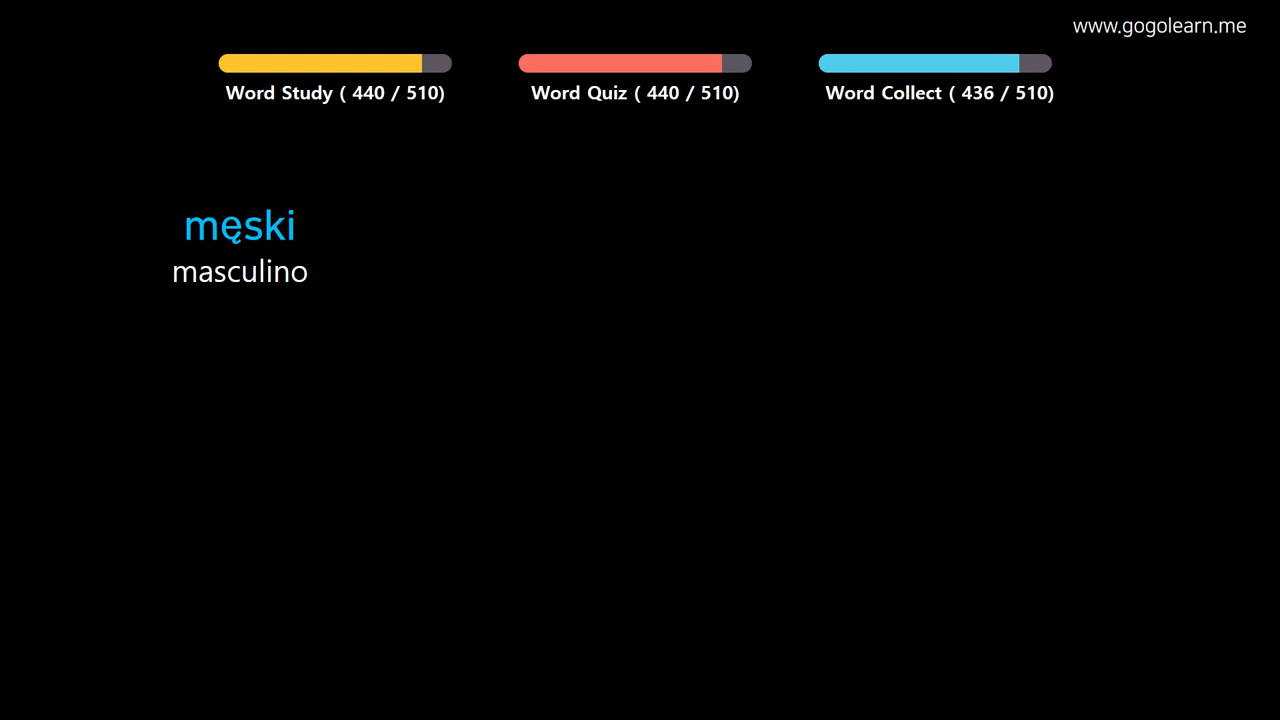 www.gogolearn.me
Word Study ( 440 / 510)
Word Quiz ( 440 / 510)
Word Collect ( 436 / 510)
męski
masculino